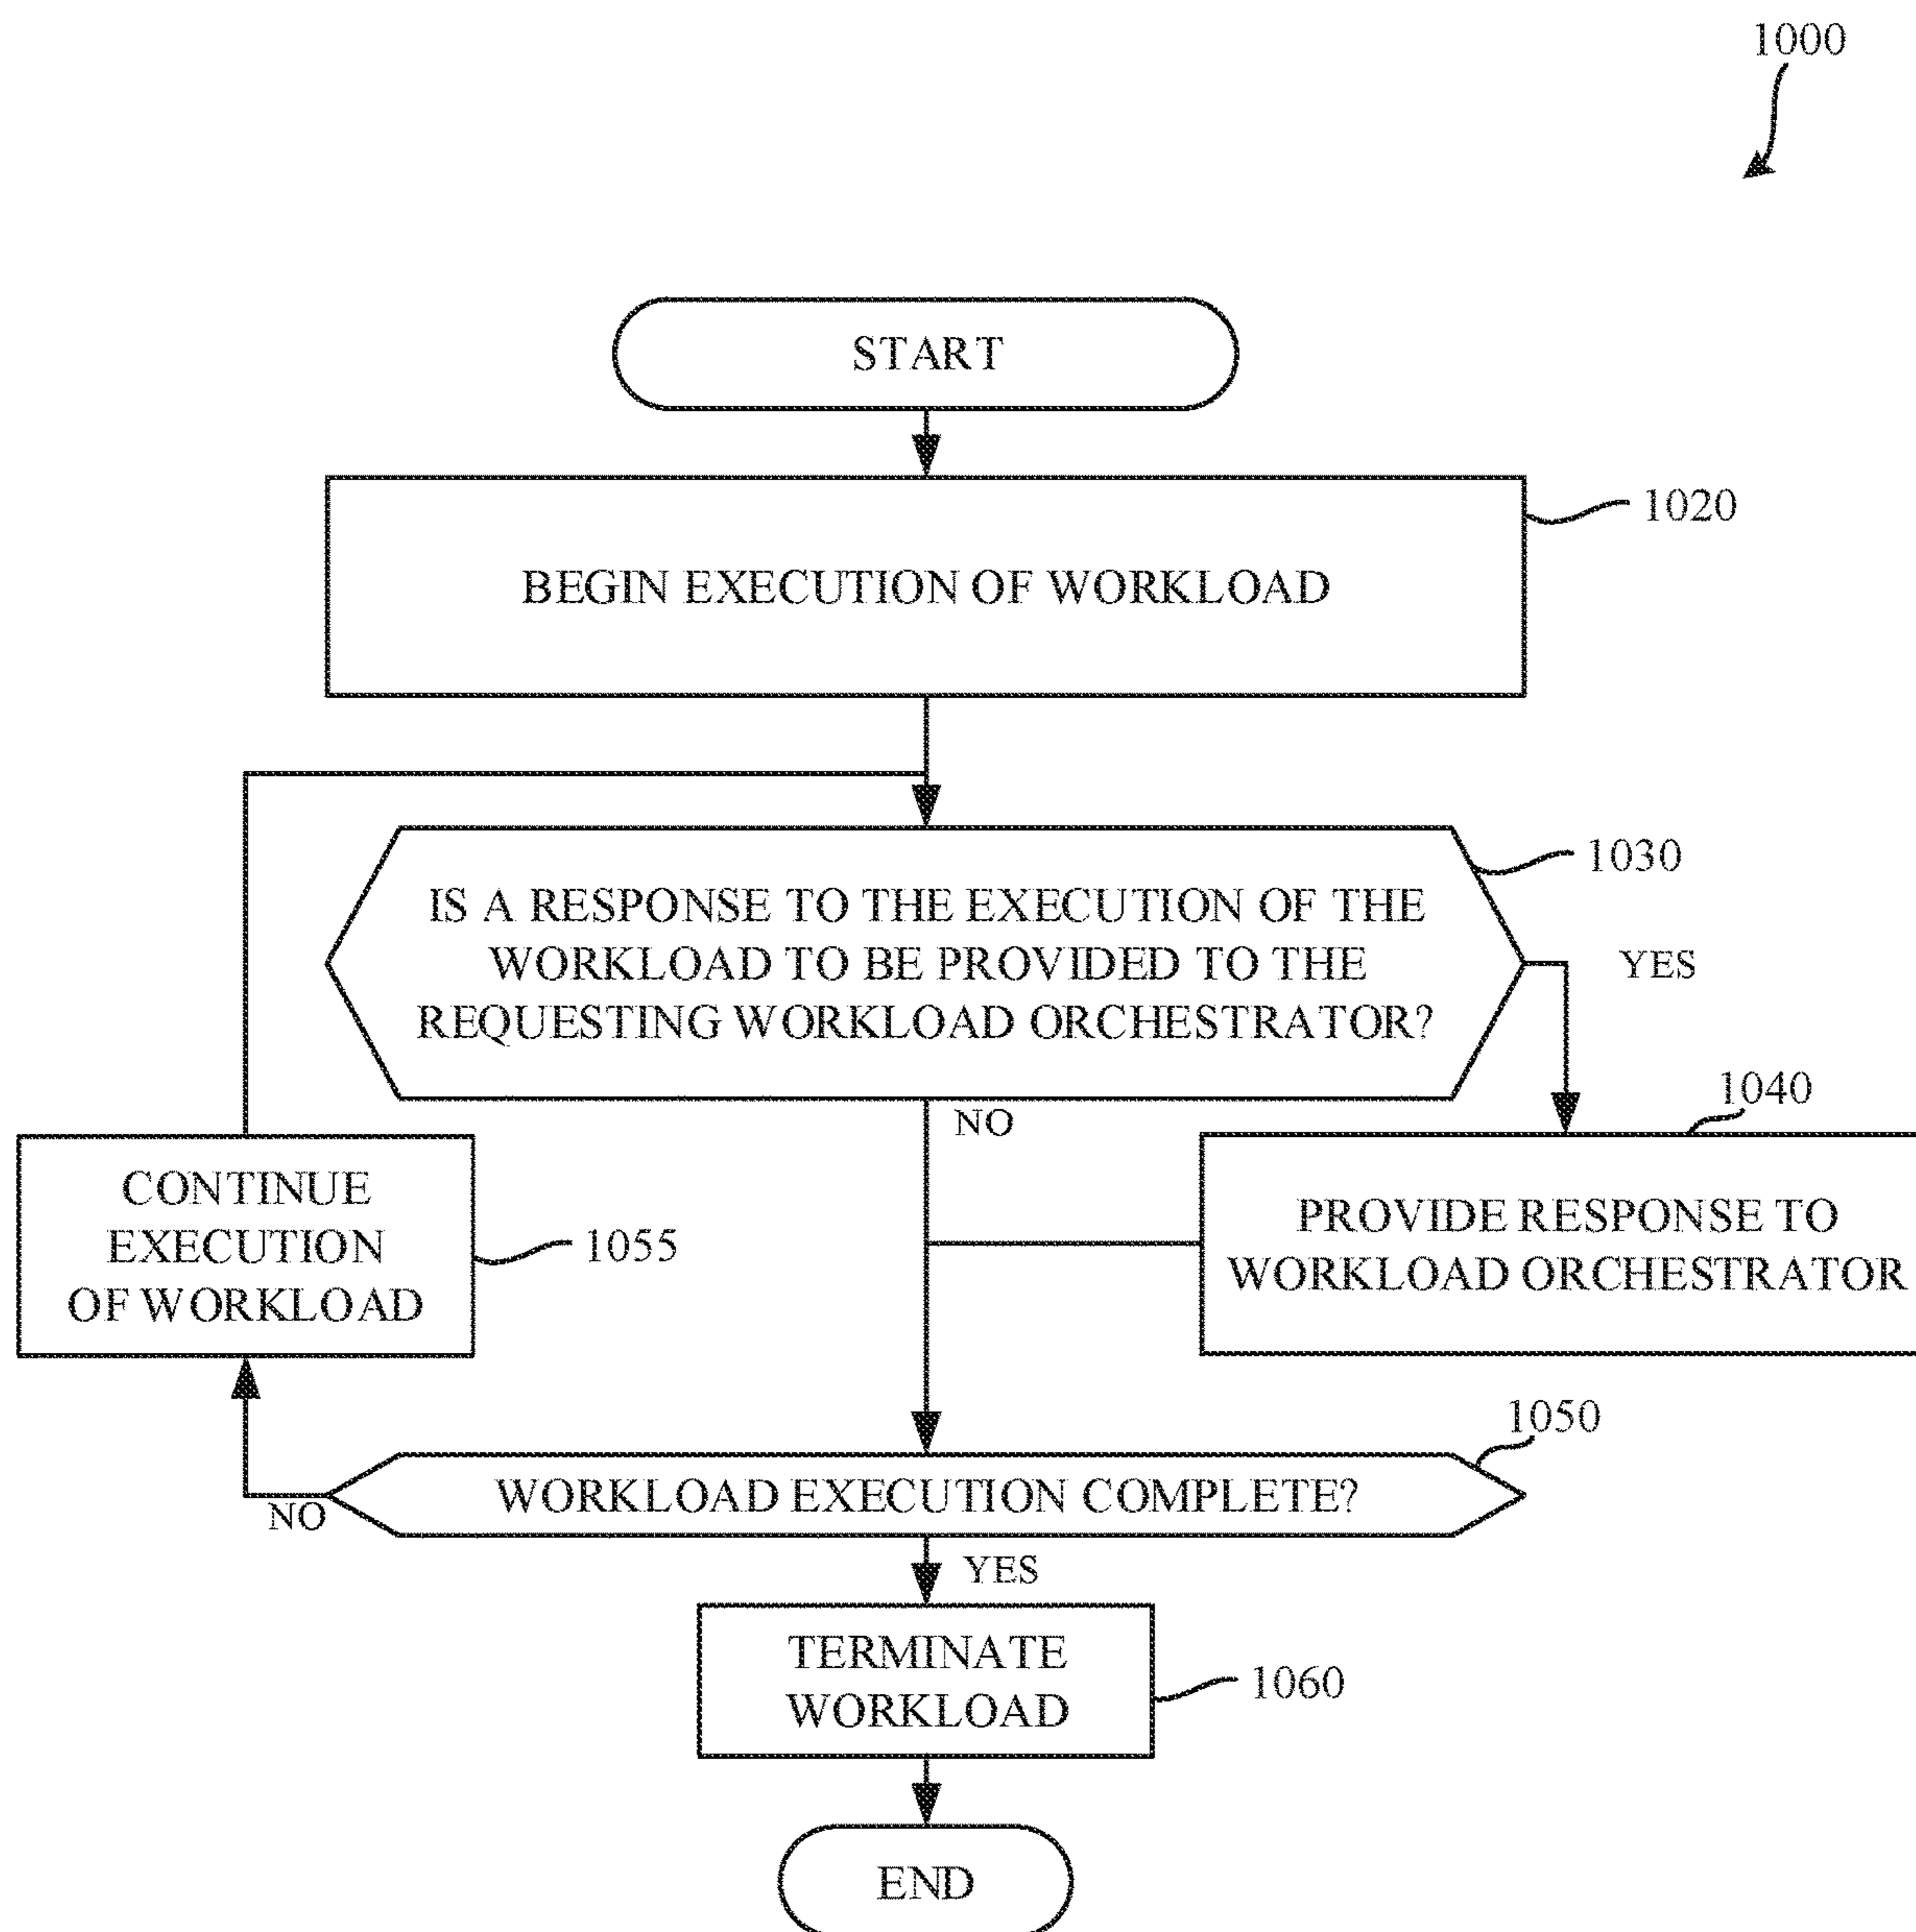 1000
START
1020
BEGIN EXECUTION OF WORKLOAD
1030
IS A RESPONSE TO THE EXECUTION OF THE
WORKLOAD TO BE PROVIDED TO THE
REQUESTING WORKLOAD ORCHESTRATOR?
YES
NO
1040
PROVIDE RESPONSE TO
WORKLOAD ORCHESTRATOR
CONTINUE
EXECUTION
OF WORKLOAD
1055
1050
WORKLOAD EXECUTION COMPLETE?
NO
YES
TERMINATE
WORKLOAD
1060
END